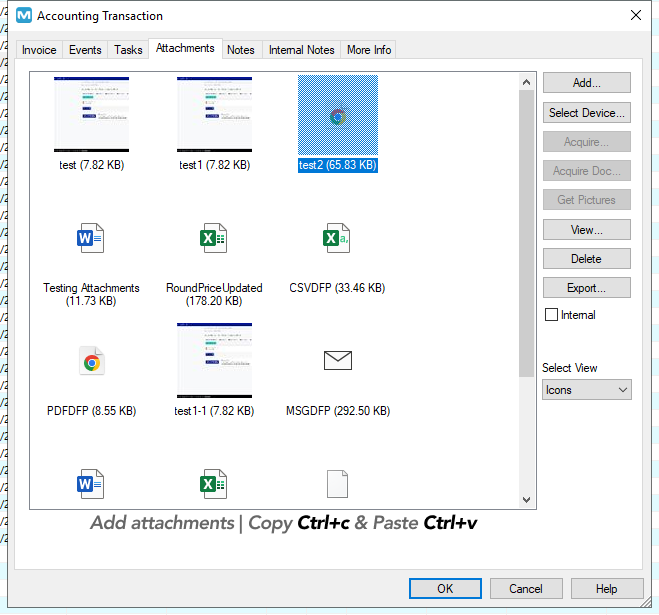 Accounting Transaction
Invoice Events Tasks Attachments Notes Internal Notes More Info
test (7.82 KB) test1 (7.82 KB) test2 (65.83 KB)
Testing Attachments
(11.73 KB)
RoundPriceUpdated
(178.20 KB)
CSVDFP (33.46 KB)
PDFDFP (8.55 KB) test1-1 (7.82 KB) MSGDFP (292.50 KB)
Add...
Select Device...
Acquire...
Acquire Doc...
Get Pictures
View...
Delete
Export...
Internal
Select View
Icons
Add attachments | Copy Ctrl+c & Paste Ctrl+v
OK Cancel Help